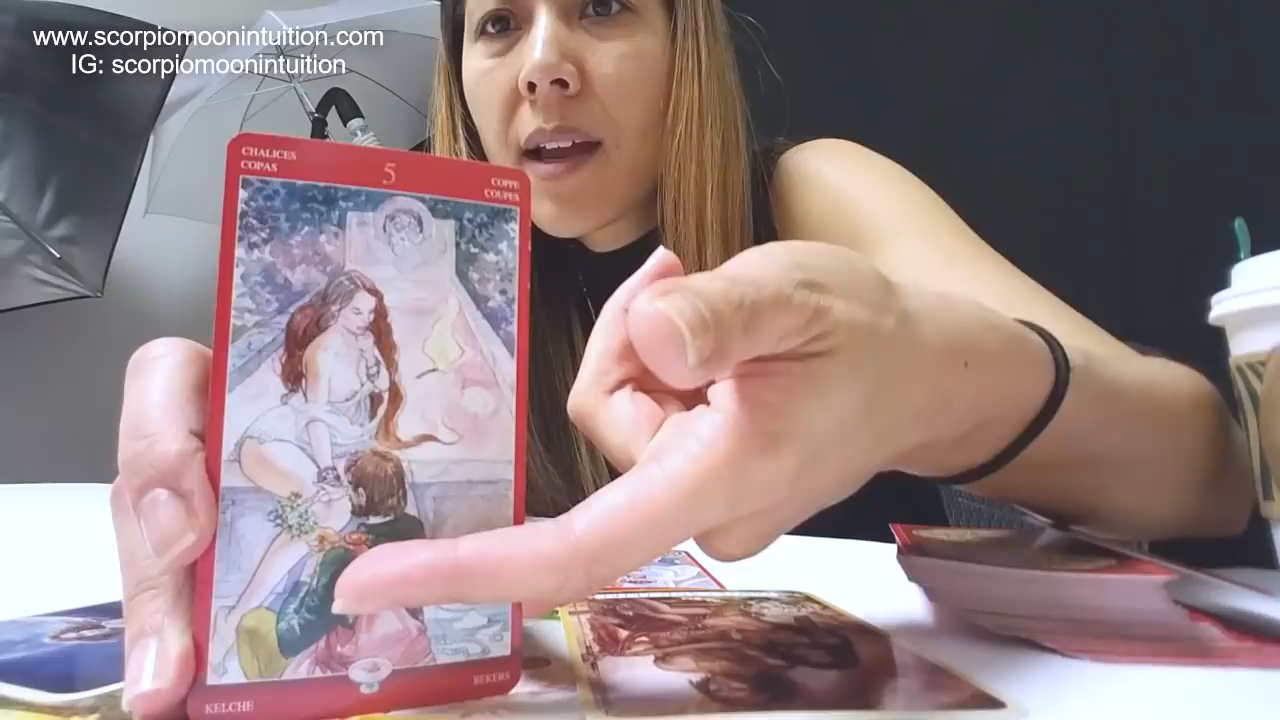 www.scorpiomoonintuition.com
IG: scorpiomoonintuition
CHALICES
COPAS
5
COPPE
COUPES
KELCHE
BEKERS